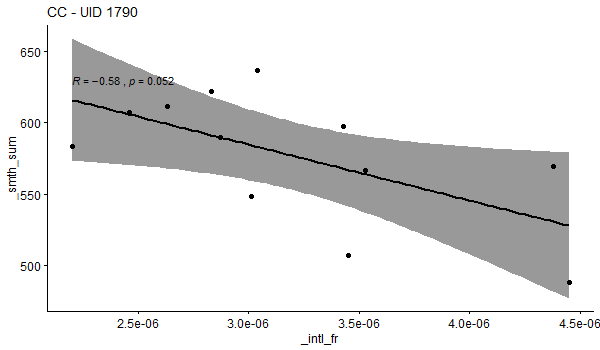 CC - UID 1790
R = −0.58 , p = 0.052
650
600
550
500
_smth_sum
2.5e-06 3.0e-06 3.5e-06 4.0e-06 4.5e-06
_intl_fr